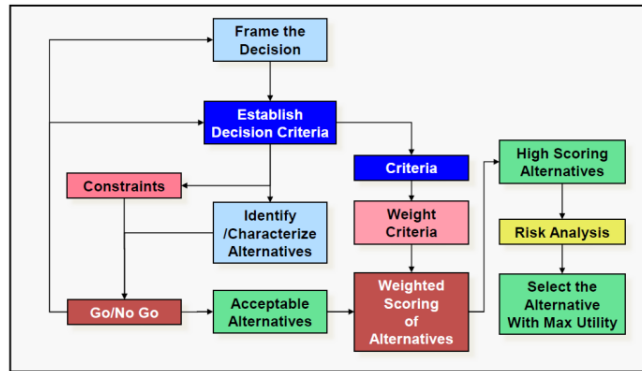 Frame the
Decision
Establish
Decision Criteria
High Scoring
Alternatives
Constraints
Criteria
Identify
/Characterize
Alternatives
Weight
Criteria
Risk Analysis
Go/No Go
Acceptable
Alternatives
Weighted
Scoring
of
Alternatives
Select the
Alternative
With Max Utility